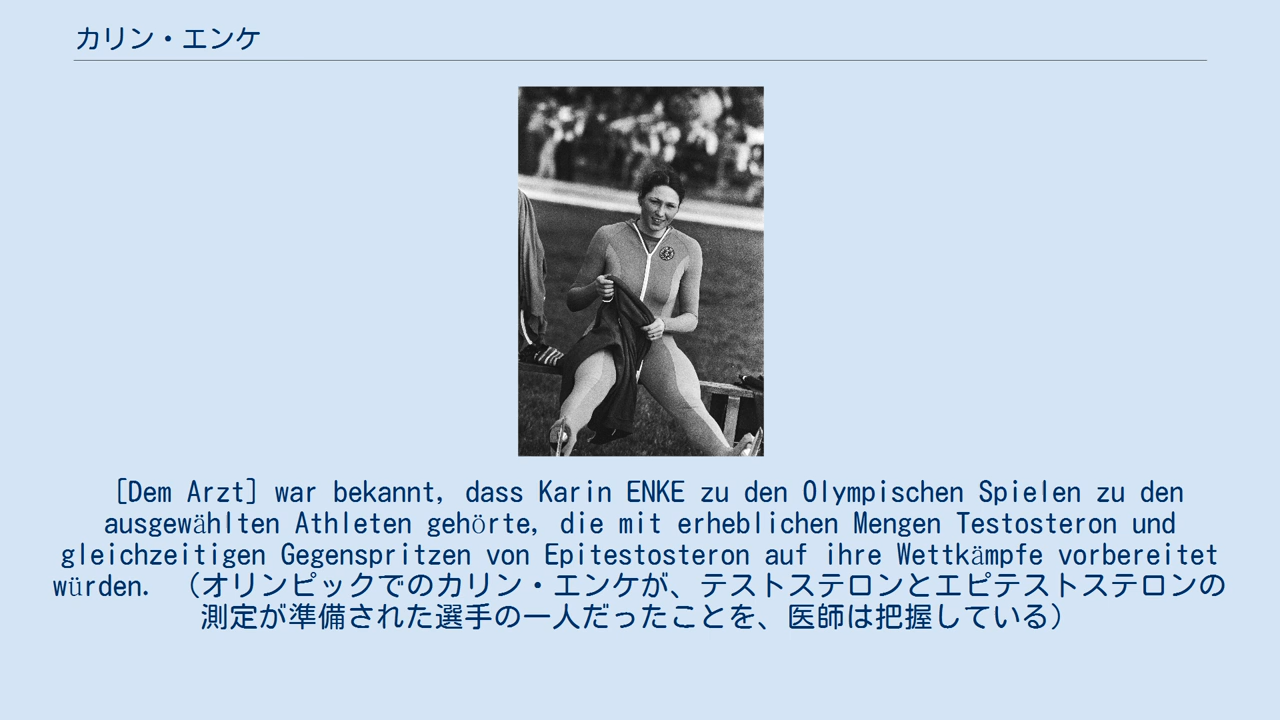 カリン・エンケ
[Dem Arzt] war bekannt, dass Karin ENKE zu den Olympischen Spielen zu den
ausgewählten Athleten gehörte, die mit erheblichen Mengen Testosteron und
gleichzeitigen Gegenspritzen von Epitestosteron auf ihre Wettkämpfe vorbereitet
würden. （オリンピックでのカリン・エンケが、テストステロンとエピテストステロンの
測定が準備された選手の一人だったことを、医師は把握している）